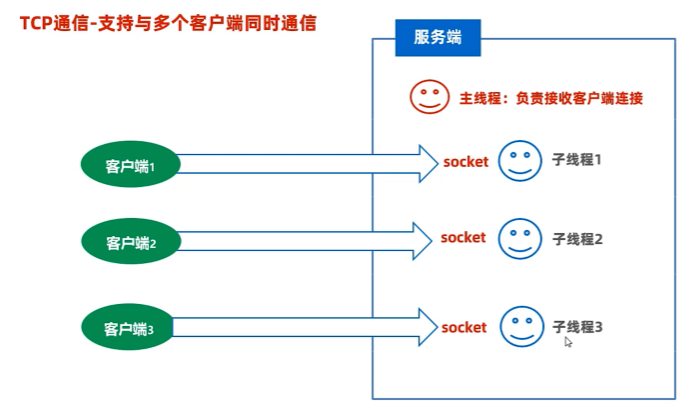 TCP通信-支持与多个客户端同时通信
服务端
主线程：负责接收客户端连接
客户端1
socket
子线程1
客户端2
socket
子线程2
客户端3
socket
子线程3